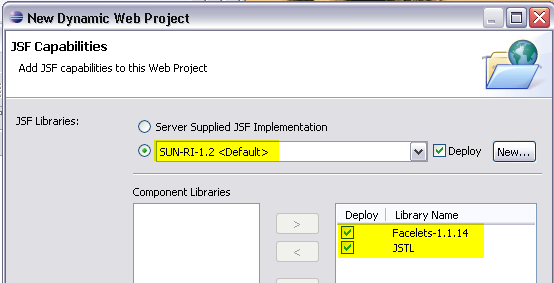 New Dynamic Web Project
JSF Capabilities
Add JSF capabilities to this Web Project
JSF Libraries:
Server Supplied JSF Implementation
SUN-RI-1.2 <Default>
Deploy
New...
Component Libraries
>
<
Deploy Library Name
Facelets-1.1.14
JSTL